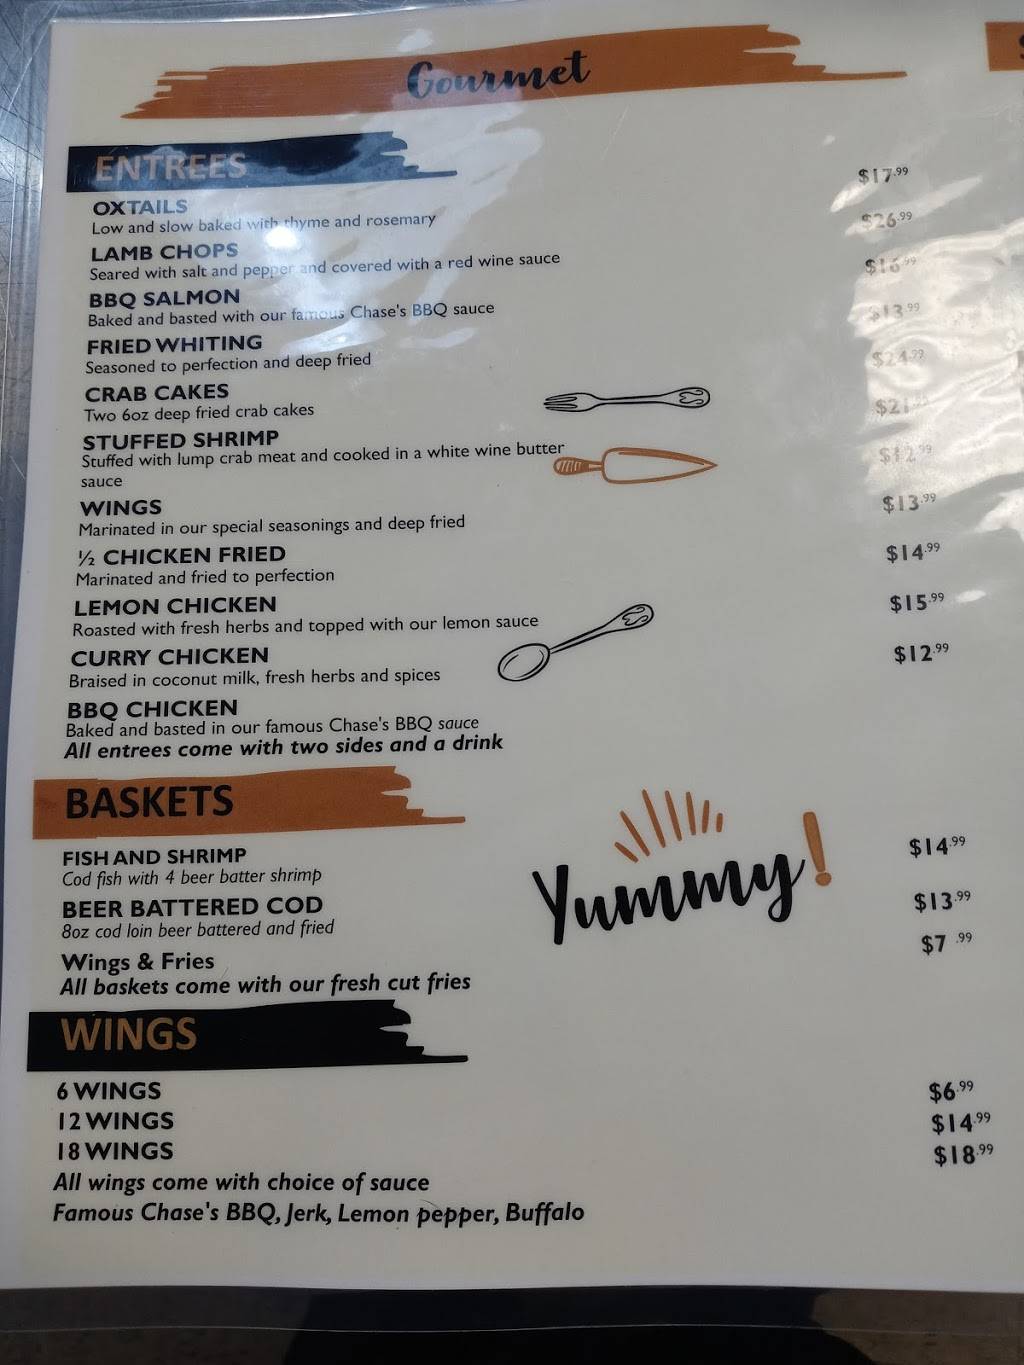 Gourmet
ENTREES
$17.99
OXTAILS
Low and slow baked with thyme and rosemary
$26.99
LAMB CHOPS
Seared with salt and pepper and covered with a red wine sauce
$16.99
BBQ SALMON
Baked and basted with our famous Chase's BBQ sauce
$13.99
FRIED WHITING
Seasoned to perfection and deep fried
$24.99
CRAB CAKES
Two 6oz deep fried crab cakes
$21.99
STUFFED SHRIMP
Stuffed with lump crab meat and cooked in a white wine butter
sauce
$12.99
WINGS
Marinated in our special seasonings and deep fried
$13.99
½ CHICKEN FRIED
Marinated and fried to perfection
$14.99
LEMON CHICKEN
Roasted with fresh herbs and topped with our lemon sauce
$15.99
CURRY CHICKEN
Braised in coconut milk, fresh herbs and spices
$12.99
BBQ CHICKEN
Baked and basted in our famous Chase's BBQ sauce
All entrees come with two sides and a drink
BASKETS
Yummy!
FISH AND SHRIMP
$14.99
Cod fish with 4 beer batter shrimp
BEER BATTERED COD
$13.99
8oz cod loin beer battered and fried
Wings & Fries
$7.99
All baskets come with our fresh cut fries
WINGS
6 WINGS $6.99
12 WINGS $14.99
18 WINGS $18.99
All wings come with choice of sauce
Famous Chase's BBQ, Jerk, Lemon pepper, Buffalo